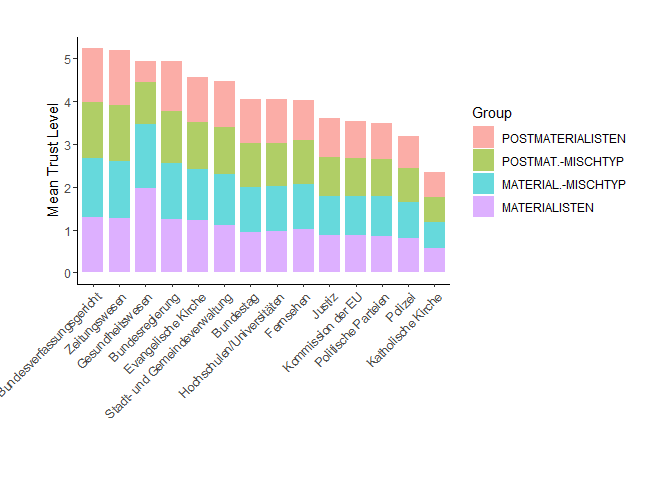 5
4
3
2
1
0
Mean Trust Level
Bundesverfassungsgericht
Zeitungswesen
Gesundheitswesen
Bundesregierung
Evangelische Kirche
Stadt- und Gemeindeverwaltung
Bundestag
Hochschulen/Universitäten
Fernsehen
Justiz
Kommission der EU
Politische Parteien
Polizei
Katholische Kirche
Group
POSTMATERIALISTEN
POSTMAT.-MISCHTYP
MATERIAL.-MISCHTYP
MATERIALISTEN